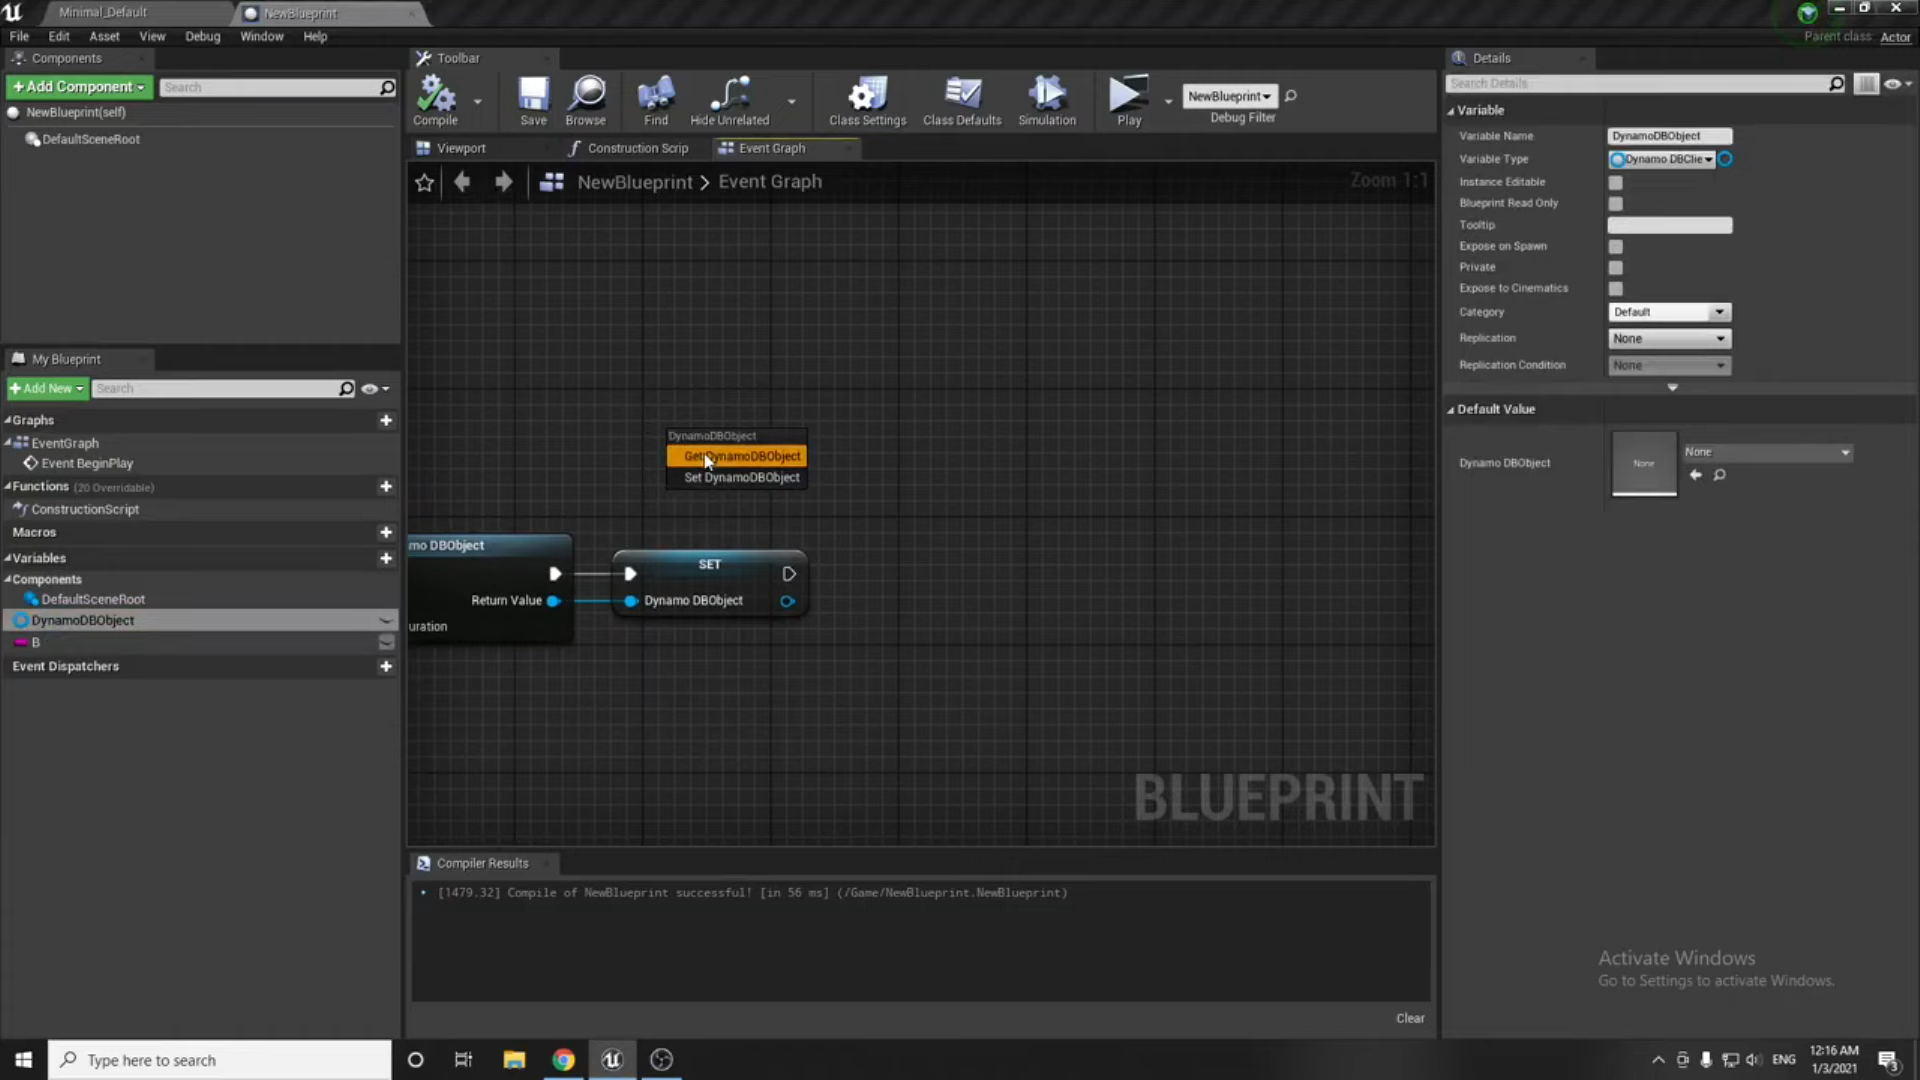 Minimal_Default
NewBlueprint
File Edit Asset View Debug Window Help
Parent class: Actor
Components
+Add Component
Search
NewBlueprint(self)
DefaultSceneRoot
Toolbar
Compile
Save
Browse
Find
Hide Unrelated
Class Settings
Class Defaults
Simulation
Play
NewBlueprint
Debug Filter
Viewport
Construction Scrip
Event Graph
NewBlueprint > Event Graph
Zoom 1:1
DynamoDBObject
Get DynamoDBObject
Set DynamoDBObject
mo DBObject
Return Value
uration
SET
Dynamo DBObject
BLUEPRINT
My Blueprint
+Add New
Search
Graphs
EventGraph
Event BeginPlay
Functions (20 Overridable)
ConstructionScript
Macros
Variables
Components
DefaultSceneRoot
DynamoDBObject
B
Event Dispatchers
Compiler Results
[1479.32] Compile of NewBlueprint successful! [in 56 ms] (/Game/NewBlueprint.NewBlueprint)
Clear
Details
Search Details
Variable
Variable Name DynamoDBObject
Variable Type Dynamo DBClie
Instance Editable
Blueprint Read Only
Tooltip
Expose on Spawn
Private
Expose to Cinematics
Category Default
Replication None
Replication Condition None
Default Value
Dynamo DBObject None None
Activate Windows
Go to Settings to activate Windows.
Type here to search
ENG
12:16 AM
1/3/2021
3